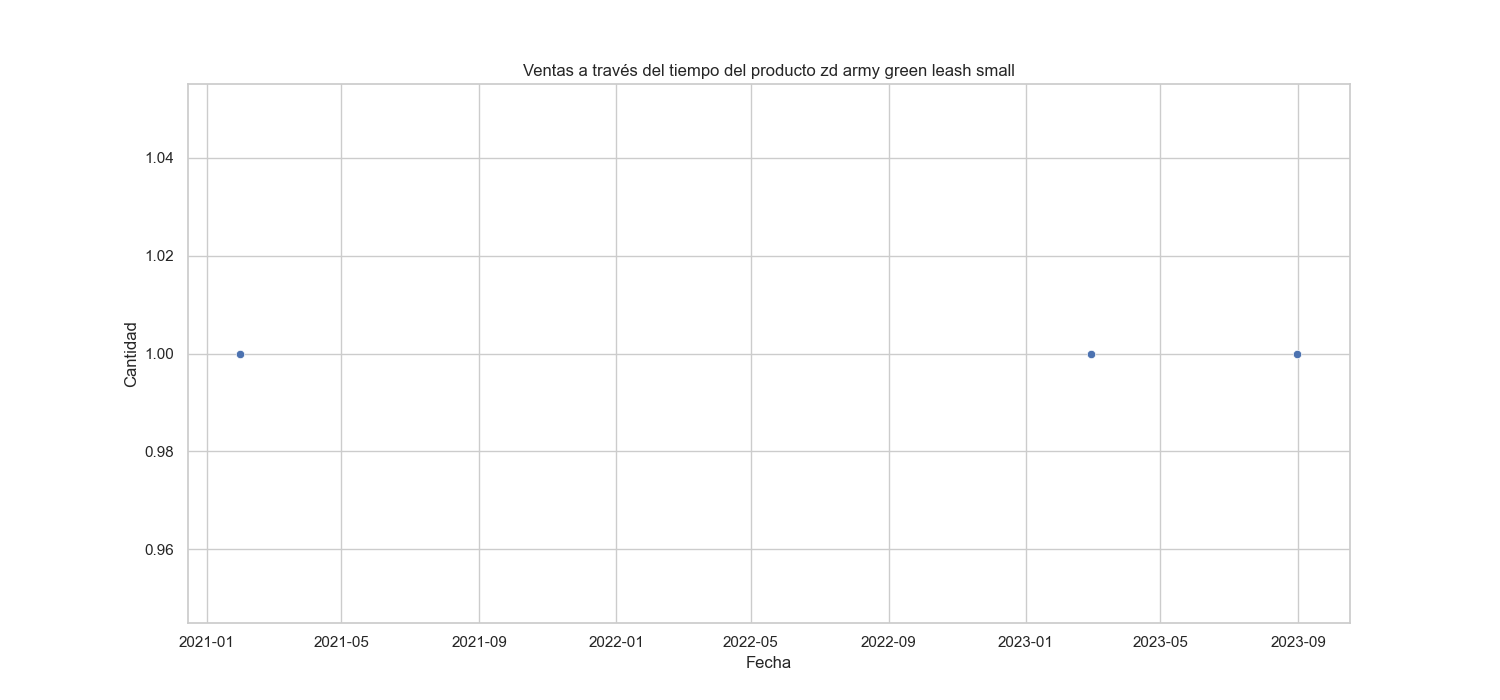 Ventas a través del tiempo del producto zd army green leash small
1.04
1.02
1.00
0.98
0.96
Cantidad
2021-01 2021-05 2021-09 2022-01 2022-05 2022-09 2023-01 2023-05 2023-09
Fecha